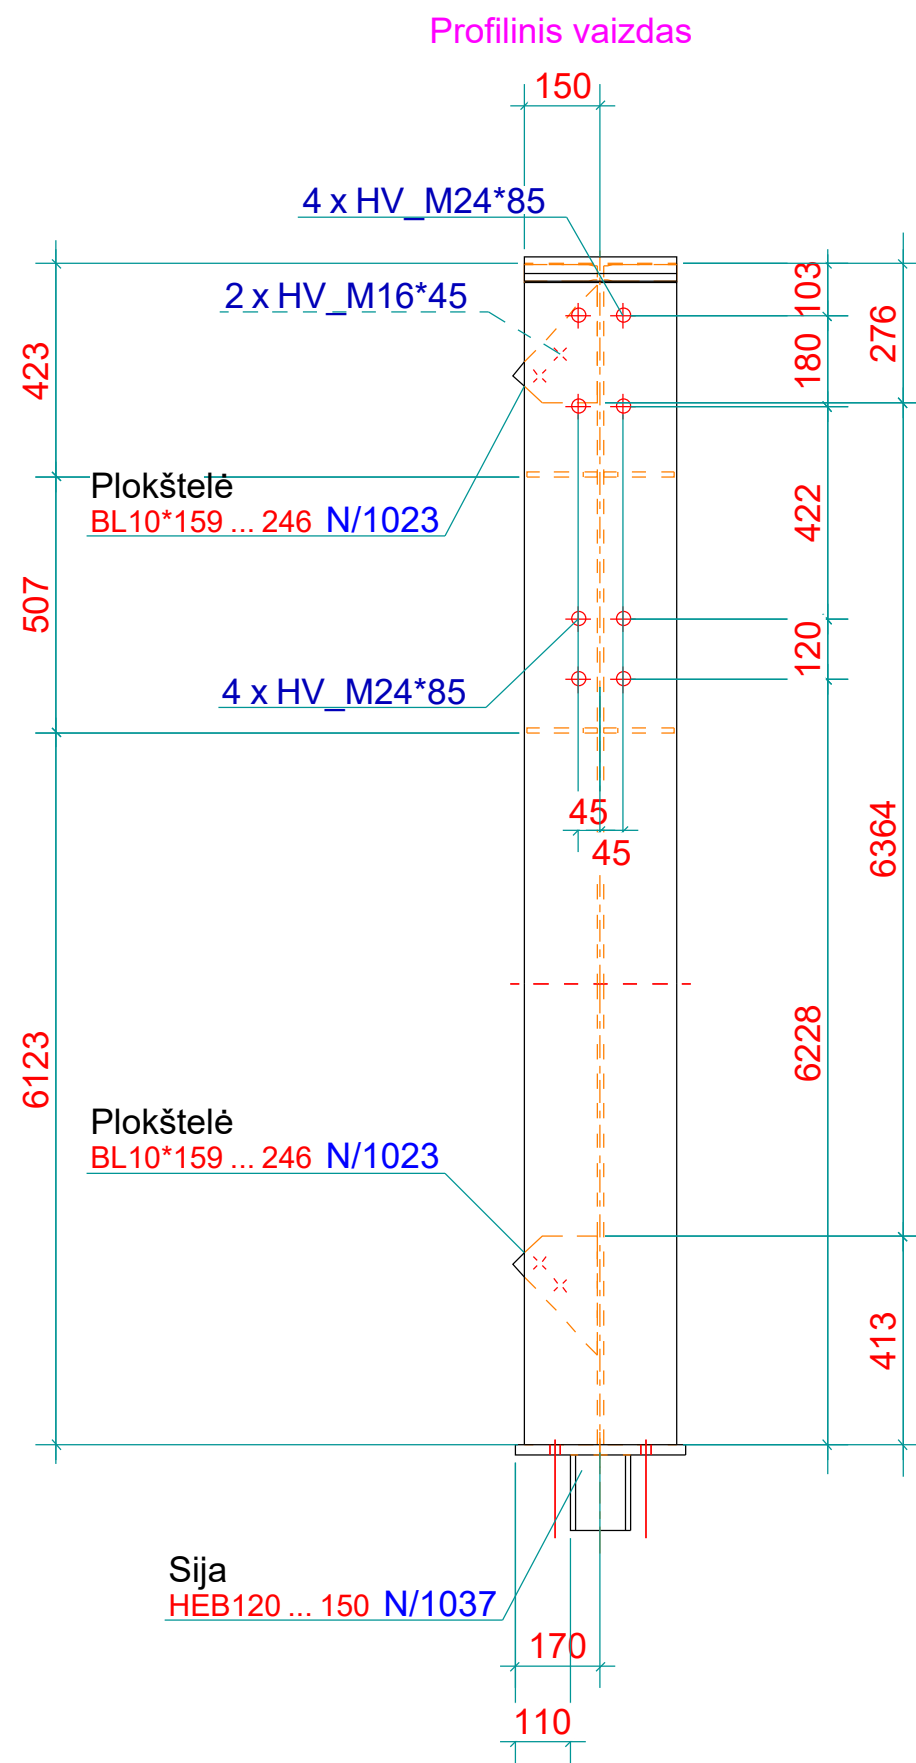 Profilinis vaizdas
150
4 x HV_M24*85
2 x HV_M16*45
103
276
180
423
Plokštelė
BL10*159 ... 246 N/1023
422
507
120
4 x HV_M24*85
45
45
6364
6228
6123
Plokštelė
BL10*159 ... 246 N/1023
413
Sija
HEB120 ... 150 N/1037
170
110